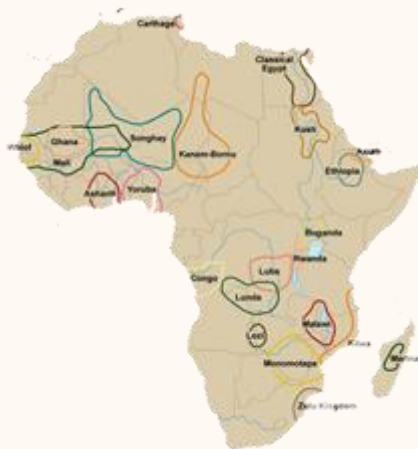 Carthage
Classical
Egypt
Ghana
Songhay
Mali
Kanem-Bornu
Kush
Axum
Ethiopia
Ashanti
Yoruba
Buganda
Rwanda
Congo
Luba
Lunda
Malawi
Lozi
Kilwa
Monomotapa
Merina
Zulu Kingdom